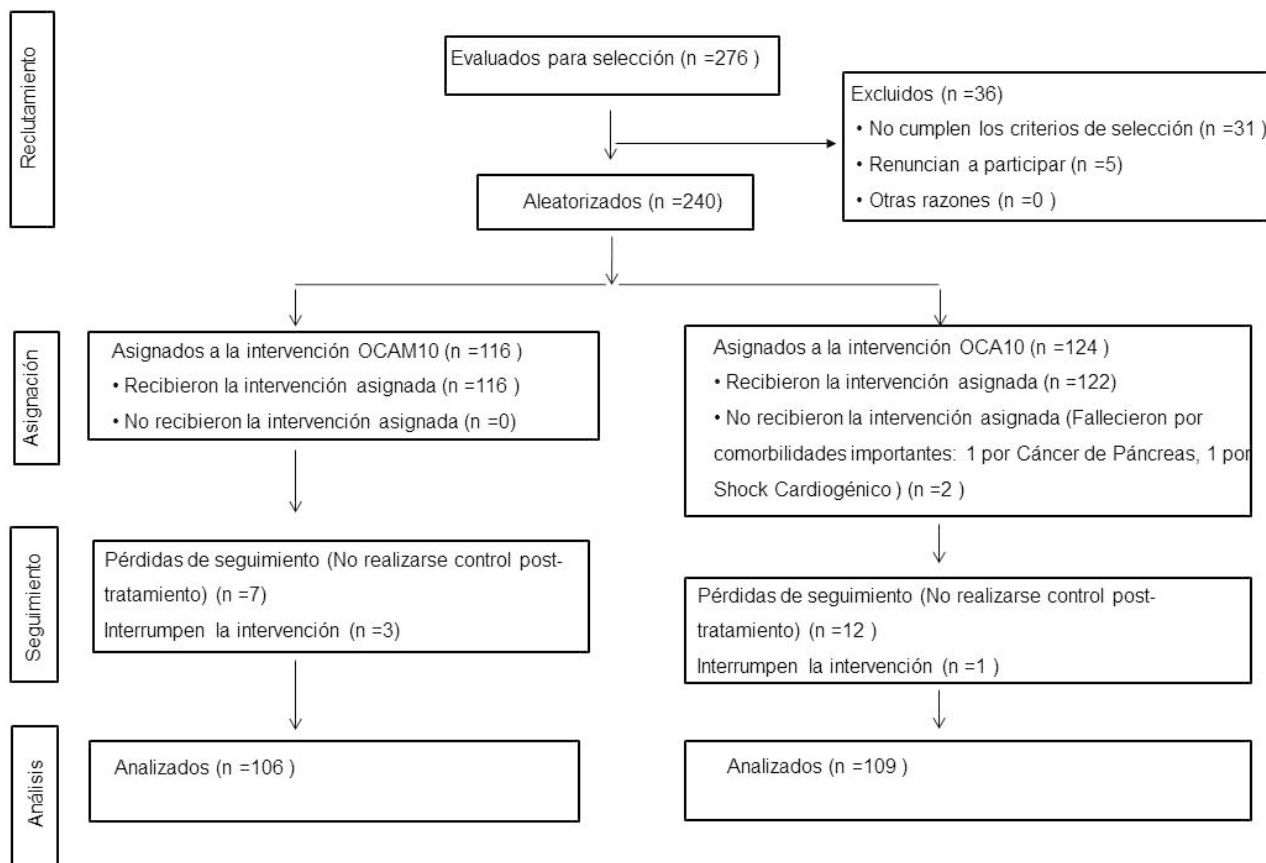 Reclutamiento
Evaluados para selección (n =276 )
Excluidos (n =36)
• No cumplen los criterios de selección (n =31 )
• Renuncian a participar (n =5)
• Otras razones (n =0 )
Aleatorizados (n =240)
Asignación
Asignados a la intervención OCAM10 (n =116 )
• Recibieron la intervención asignada (n =116 )
• No recibieron la intervención asignada (n =0)
Asignados a la intervención OCA10 (n =124 )
• Recibieron la intervención asignada (n =122)
• No recibieron la intervención asignada (Fallecieron por
comorbilidades importantes: 1 por Cáncer de Páncreas, 1 por
Shock Cardiogénico ) (n =2 )
Seguimiento
Pérdidas de seguimiento (No realizarse control post-
tratamiento) (n =7)
Interrumpen la intervención (n =3)
Pérdidas de seguimiento (No realizarse control post-
tratamiento) (n =12 )
Interrumpen la intervención (n =1 )
Análisis
Analizados (n =106 )
Analizados (n =109 )